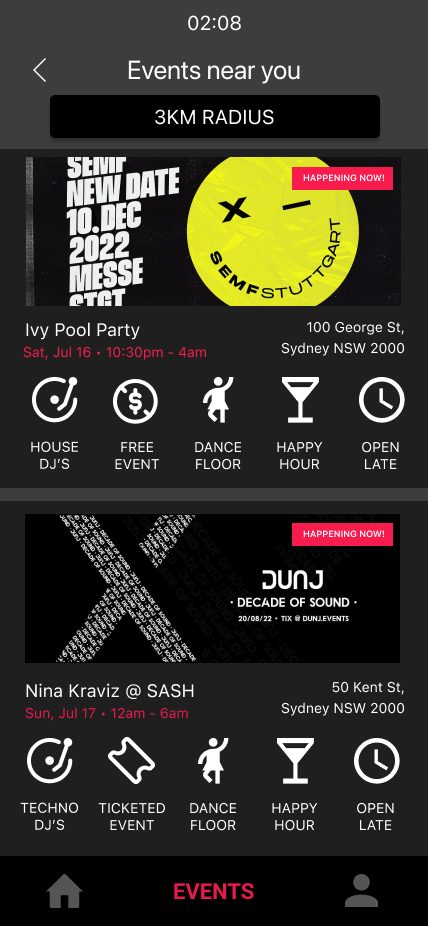 02:08
Events near you
3KM RADIUS
HAPPENING NOW!
SEMF
NEW DATE
10.DEC
2022
MESSE
STGT
SEMFSTUTTGART
Ivy Pool Party
100 George St,
Sat, Jul 16 • 10:30pm - 4am
Sydney NSW 2000
HOUSE DJ'S
FREE EVENT
DANCE FLOOR
HAPPY HOUR
OPEN LATE
HAPPENING NOW!
DUNJ
· DECADE OF SOUND ·
20/08/22 • TIX @ DUNJ.EVENTS
Nina Kraviz @ SASH
50 Kent St,
Sun, Jul 17 • 12am - 6am
Sydney NSW 2000
TECHNO DJ'S
TICKETED EVENT
DANCE FLOOR
HAPPY HOUR
OPEN LATE
EVENTS